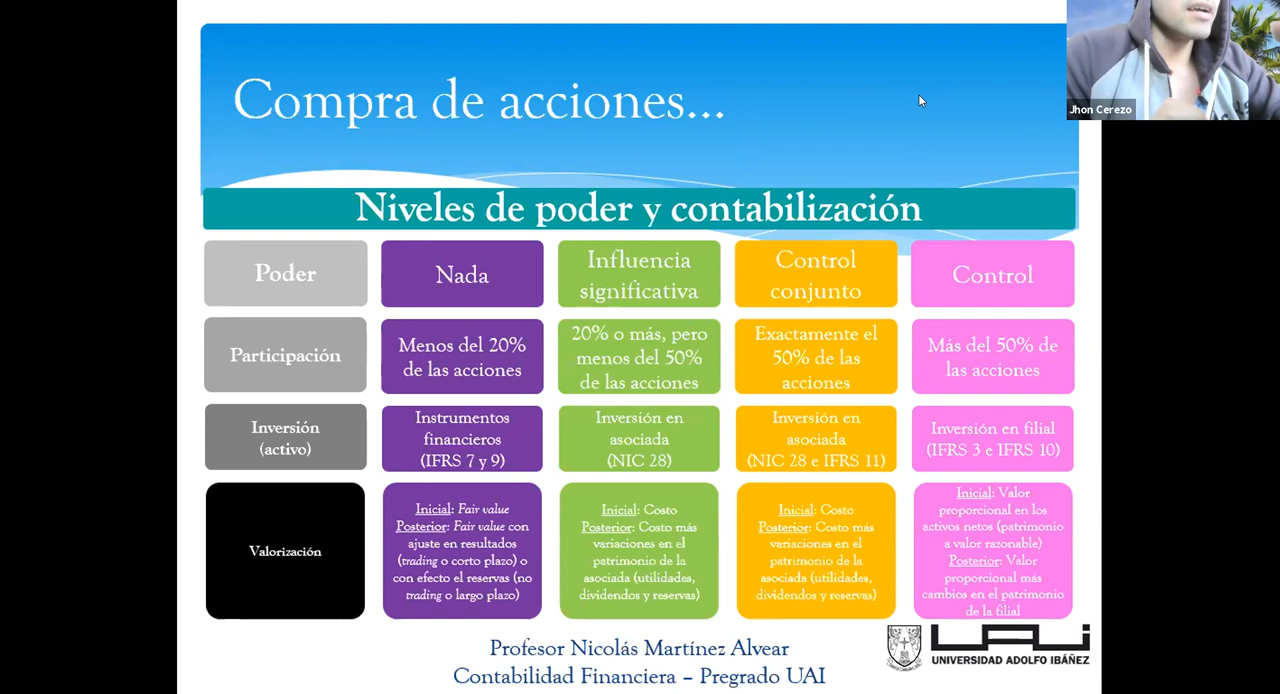 Compra de acciones...
Jhon Cerezo
Niveles de poder y contabilización
Poder
Nada
Influencia
significativa
Control
conjunto
Control
Participación
Menos del 20%
de las acciones
20% o más, pero
menos del 50%
de las acciones
Exactamente el
50% de las
acciones
Más del 50% de
las acciones
Inversión
(activo)
Instrumentos
financieros
(IFRS 7 y 9)
Inversión en
asociada
(NIC 28)
Inversión en
asociada
(NIC 28 e IFRS 11)
Inversión en filial
(IFRS 3 e IFRS 10)
Valorización
Inicial: Fair value
Posterior: Fair value con
ajuste en resultados
(trading o corto plazo) o
con efecto el reservas (no
trading o largo plazo)
Inicial: Costo
Posterior: Costo más
variaciones en el
patrimonio de la
asociada (utilidades,
dividendos y reservas)
Inicial: Costo
Posterior: Costo más
variaciones en el
patrimonio de la
asociada (utilidades,
dividendos y reservas)
Inicial: Valor
proporcional en los
activos netos (patrimonio
a valor razonable)
Posterior: Valor
proporcional más
cambios en el patrimonio
de la filial
Profesor Nicolás Martínez Alvear
Contabilidad Financiera – Pregrado UAI
UAI
UNIVERSIDAD ADOLFO IBÁÑEZ